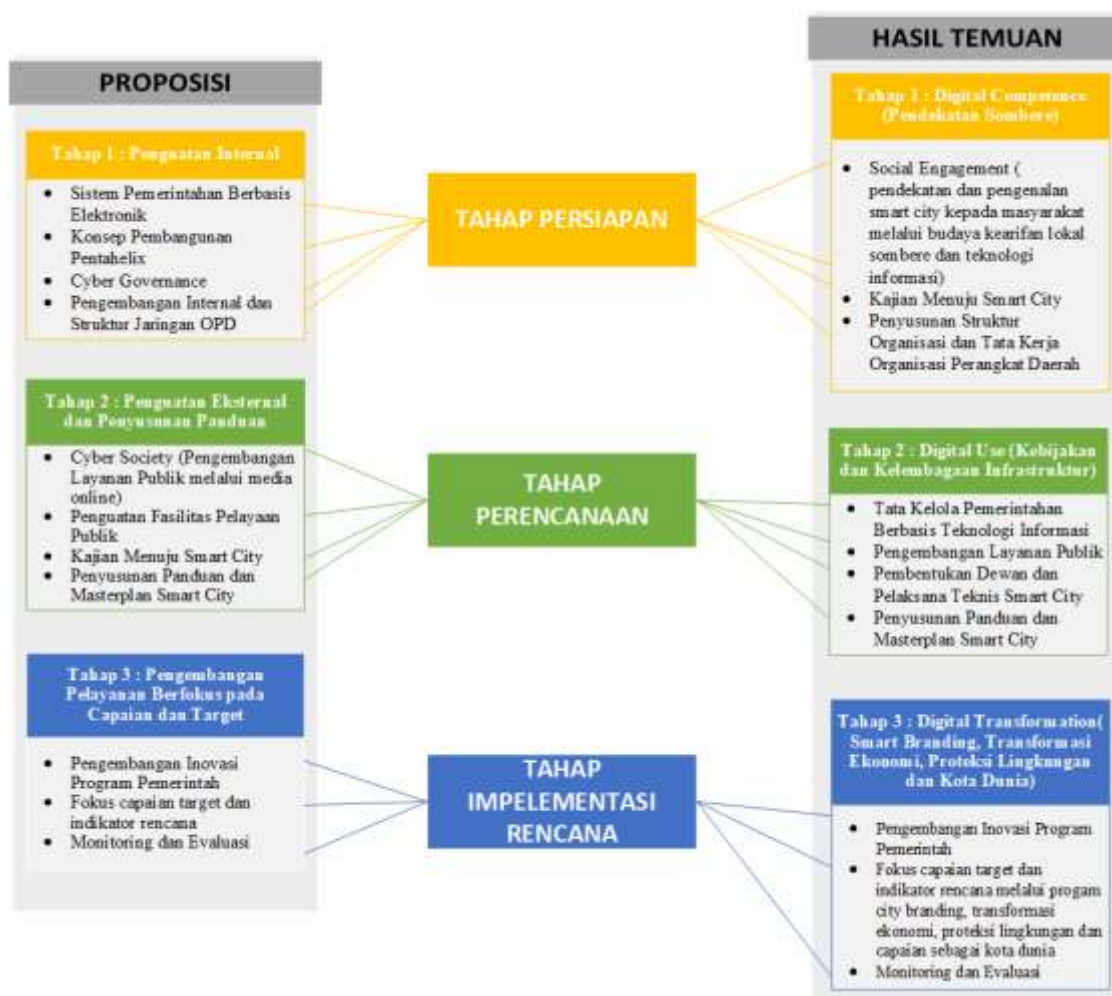 PROPOSISI
Tahap 1 : Penguatan Internal
• Sistem Pemerintahan Berbasis
Elektronik
• Konsep Pembangunan
Pentahelix
• Cyber Governance
• Pengembangan Internal dan
Struktur Jaringan OPD
Tahap 2 : Penguatan Eksternal
dan Penyusunan Panduan
• Cyber Society (Pengembangan
Layanan Publik melalui media
online)
• Penguatan Fasilitas Pelayaan
Publik
• Kajian Menuju Smart City
• Penyusunan Panduan dan
Masterplan Smart City
Tahap 3 : Pengembangan
Pelayanan Berfokus pada
Capaian dan Target
• Pengembangan Inovasi
Program Pemerintah
• Fokus capaian target dan
indikator rencana
• Monitoring dan Evaluasi
TAHAP PERSIAPAN
TAHAP
PERENCANAAN
TAHAP
IMPELEMENTASI
RENCANA
HASIL TEMUAN
Tahap 1 : Digital Competence
(Pendekatan Sombere)
• Social Engagement (
pendekatan dan pengenalan
smart city kepada masyarakat
melalui budaya kearifan lokal
sombere dan teknologi
informasi)
• Kajian Menuju Smart City
• Penyusunan Struktur
Organisasi dan Tata Kerja
Organisasi Perangkat Daerah
Tahap 2 : Digital Use (Kebijakan
dan Kelembagaan Infrastruktur)
• Tata Kelola Pemerintahan
Berbasis Teknologi Informasi
• Pengembangan Layanan Publik
• Pembentukan Dewan dan
Pelaksana Teknis Smart City
• Penyusunan Panduan dan
Masterplan Smart City
Tahap 3 : Digital Transformation(
Smart Branding, Transformasi
Ekonomi, Proteksi Lingkungan
dan Kota Dunia)
• Pengembangan Inovasi Program
Pemerintah
• Fokus capaian target dan
indikator rencana melalui progam
city branding, transformasi
ekonomi, proteksi lingkungan dan
capaian sebagai kota dunia
• Monitoring dan Evaluasi